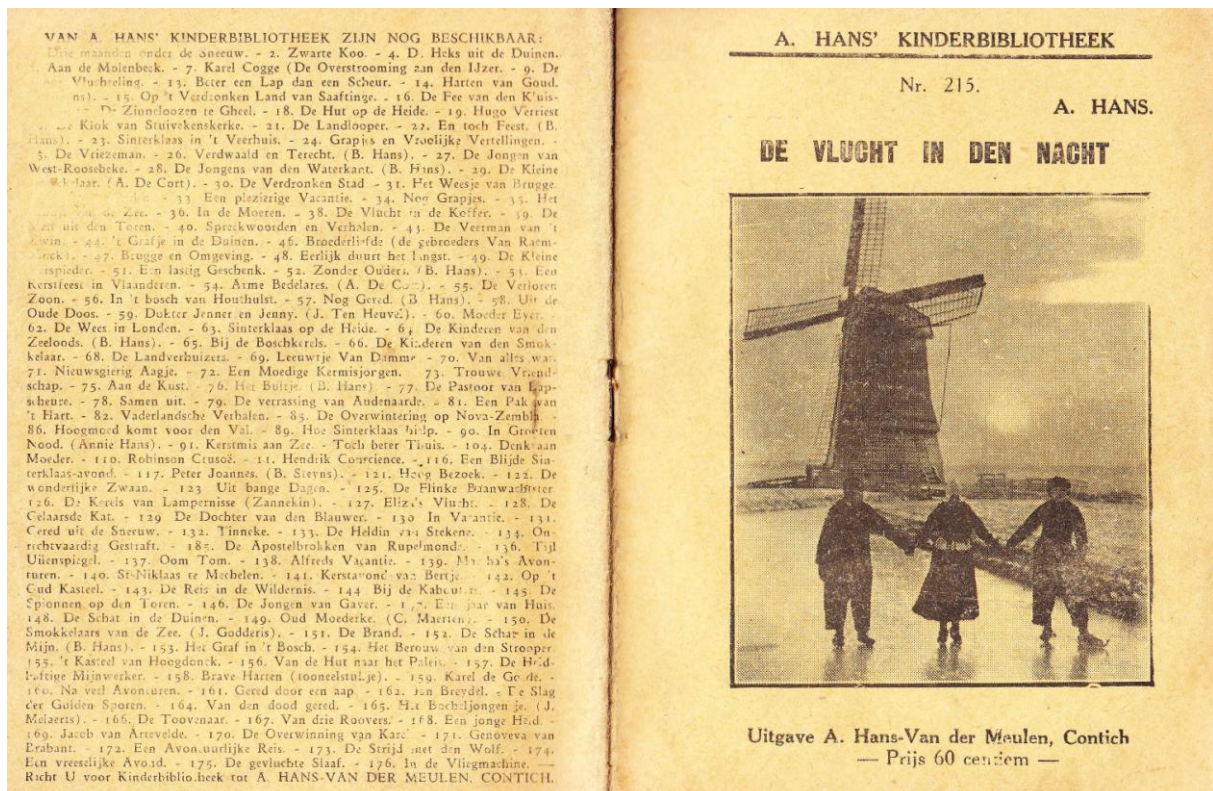 VAN A. HANS' KINDERBIBLIOTHEEK ZIJN NOG BESCHIKBAAR:
maanden onder de Sneeuw. - 2. Zwarte Koo. - 4. D. Heks uit de Duinen.
Aan de Molenbeek. - 7. Karel Cogge (De Overstrooming aan den IJzer. - 9. De
Vluchteling. - 13. Beter een Lap dan een Scheur. - 14. Harten van Goud.
15. Op 't Verdronken Land van Saaftinge. - 16. De Fee van den K'uis-
Zinneloozen te Gheel. - 18. De Hut op de Heide. - 19. Hugo Verriest
Klok van Stuivekenskerke. - 21. De Landlooper. - 22. En toch Feest. (B.
Hans). - 23. Sinterklaas in 't Veerhuis. - 24. Grapjes en Vroolijke Vertellingen. -
5. De Vriezeman. - 26. Verdwaald en Terecht. (B. Hans). - 27. De Jongen van
West-Roosebeke. - 28. De Jongens van den Waterkant. (B. Hans). - 29. De Kleine
(A. De Cort). - 30. De Verdronken Stad - 31. Het Weesje van Brugge.
33 Een plezierige Vacantie. - 34. Nog Grapjes. - 35. Het
de Zee. - 36. In de Moeren. - 38. De Vlucht in de Koffer. - 39. De
uit den Toren. - 40. Spreekwoorden en Verhalen. - 43. De Veerman van 't
Zwin. - 44. 't Grafje in de Duinen. - 46. Broederliefde (de gebroeders Van Raem-
47. Brugge en Omgeving. - 48. Eerlijk duurt het langst. - 49. De Kleine
51. Een lastig Geschenk. - 52. Zonder Ouders. (B. Hans). - 53. Een
Kerstfeest in Vlaanderen. - 54. Arme Bedelares. (A. De Cort). - 55. De Verloren
Zoon. - 56. In 't bosch van Houthulst. - 57. Nog Gered. (B Hans). - 58. Uit de
Oude Doos. - 59. Dokter Jenner en Jenny. (J. Ten Heuvel). - 60. Moeder Eyer. -
62. De Wees in Londen. - 63. Sinterklaas op de Heide. - 64 De Kinderen van den
Zeeloods. (B. Hans). - 65. Bij de Boschkerels. - 66. De Kinderen van den Smok-
kelaar. - 68. De Landverhuizers. - 69. Leeuwtje Van Damme - 70. Van alles wat.
71. Nieuwsgierig Aagje. - 72. Een Moedige Kermisjorgen. 73. Trouwe Vriend-
schap. - 75. Aan de Kust. - 76. Het Bultje. (B. Hans) - 77. De Pastoor van Lap-
scheure. - 78. Samen uit. - 79. De verrassing van Audenaarde. - 81. Een Pak van
't Hart. - 82. Vaderlandsche Verhalen. - 85. De Overwintering op Nova-Zembla.
86. Hoogmoed komt voor den Val. - 89. Hoe Sinterklaas hielp. - 90. In Grooten
Nood. (Annie Hans). - 91. Kerstmis aan Zee. - Toch beter Thuis. - 104. Denk aan
Moeder. - 110. Robinson Crusoë. - 11. Hendrik Conscience. - 116. Een Blijde Sin-
terklaas-avond. - 117. Peter Joannes. (B. Steyns). - 121. Hoog Bezoek. - 122. De
wonderlijke Zwaan. - 123 Uit bange Dagen. - 125. De Flinke Baanwachtster
126. De Kerels van Lampernisse (Zannekin). - 127. Eliza's Vlucht. - 128. De
Gelaarsde Kat. - 129 De Dochter van den Blauwer. - 130 In Vacantie. - 131.
Gered uit de Sneeuw. - 132. Tinneke. - 133. De Heldin van Stekene. - 134. On-
rechtvaardig Gestraft. - 185. De Apostelbrokken van Rupelmonde. - 136. Tijl
Uilenspiegel. - 137. Oom Tom. - 138. Alfreds Vacantie. - 139. Avon-
turen. - 140. St-Niklaas te Mechelen. - 141. Kerstavond van Bertje. 142. Op 't
Oud Kasteel. - 143. De Reis in de Wildernis. - 144 Bij de Kabouters. - 145. De
Spionnen op den Toren. - 146. De Jongen van Gaver. - Een jaar van Huis.
148. De Schat in de Duinen. - 149. Oud Moederke. (C. Maerten). - 150. De
Smokkelaars van de Zee. (J. Godderis). - 151. De Brand. - 152. De Schat in de
Mijn. (B. Hans). - 153. Het Graf in 't Bosch. - 154. Het Berouw van den Strooper
155. 't Kasteel van Hoogdonck. - 156. Van de Hut naar het Paleis. - 157. De Held-
haftige Mijnwerker. - 158. Brave Harten (tooneelstukje). - 159. Karel de Goede. -
160. Na veel Avonturen. - 161. Gered door een aap - 162. Jan Breydel. - De Slag
der Gulden Sporen. - 164. Van den dood gered. - 165. Het Bocheljongen je. (J.
Melaerts). - 166. De Toovenaar. - 167. Van drie Roovers. - 168. Een jonge Held. -
169. Jacob van Artevelde. - 170. De Overwinning van Karel - 171. Genoveva van
Brabant. - 172. Een Avontuurlijke Reis. - 173. De Strijd met den Wolf. - 174.
Een vreeselijke Avond. - 175. De gevluchte Slaaf. - 176. In de Vliegmachine. —
Richt U voor Kinderbibliotheek tot A. HANS-VAN DER MEULEN, CONTICH.
A. HANS' KINDERBIBLIOTHEEK
Nr. 215.
A. HANS.
DE VLUCHT IN DEN NACHT
Uitgave A. Hans-Van der Meulen, Contich
— Prijs 60 centiem —